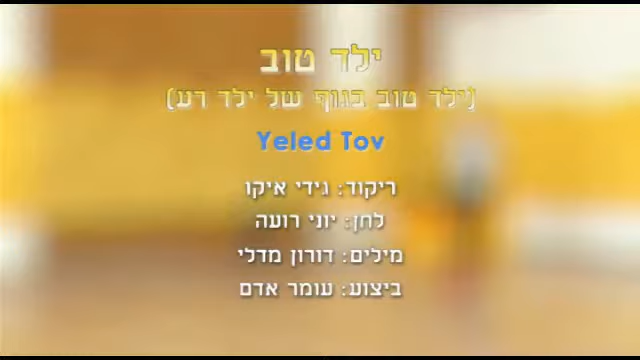 ילד טוב
(ילד טוב בגוף של ילד רע)
Yeled Tov
ריקוד: גידי איקו
לחן: יוני רועה
מילים: דורון מדלי
ביצוע: עומר אדם